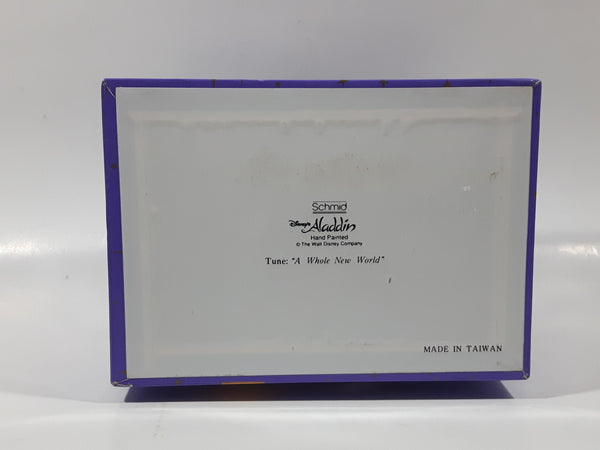 Schmid
Disney's Aladdin
Hand Painted
© The Walt Disney Company
Tune: "A Whole New World"
MADE IN TAIWAN